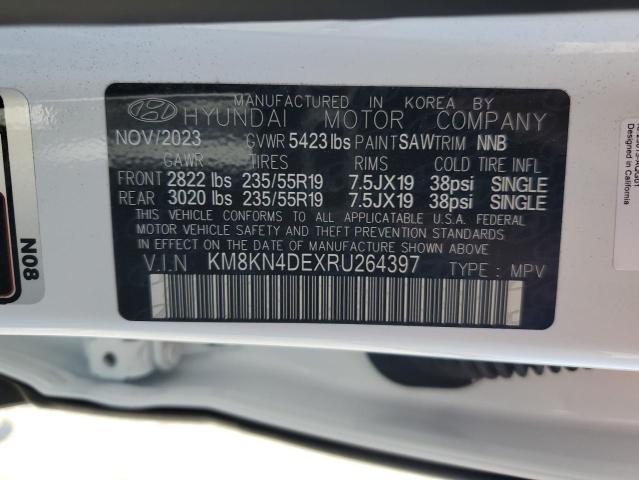 MANUFACTURED IN KOREA BY
HYUNDAI MOTOR COMPANY
NOV/2023 GVWR 5423 lbs PAINT SAW TRIM NNB
GAWR TIRES RIMS COLD TIRE INFL
FRONT 2822 lbs 235/55R19 7.5JX19 38psi SINGLE
REAR 3020 lbs 235/55R19 7.5JX19 38psi SINGLE
THIS VEHICLE CONFORMS TO ALL APPLICATABLE U.S.A. FEDERAL
MOTOR VEHICLE SAFETY BUMPER, AND THEFT PREVENTION STANDARDS
IN EFFECT ON THE DATE OF MANUFACTURE SHOWN ABOVE.
V.I.N KM8KN4DEXRU264397 TYPE : MPV
N08
Designed in California